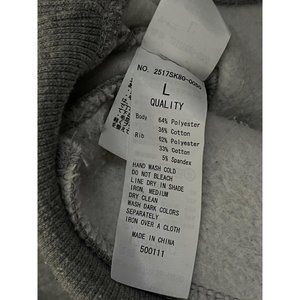 NO. 2517SKBG-0090
L
QUALITY
Body 64% Polyester
36% Cotton
Rib 62% Polyester
33% Cotton
5% Spandex
HAND WASH COLD
DO NOT BLEACH
LINE DRY IN SHADE
IRON, MEDIUM
DRY CLEAN
WASH DARK COLORS
SEPARATELY
IRON OVER A CLOTH
MADE IN CHINA
500111